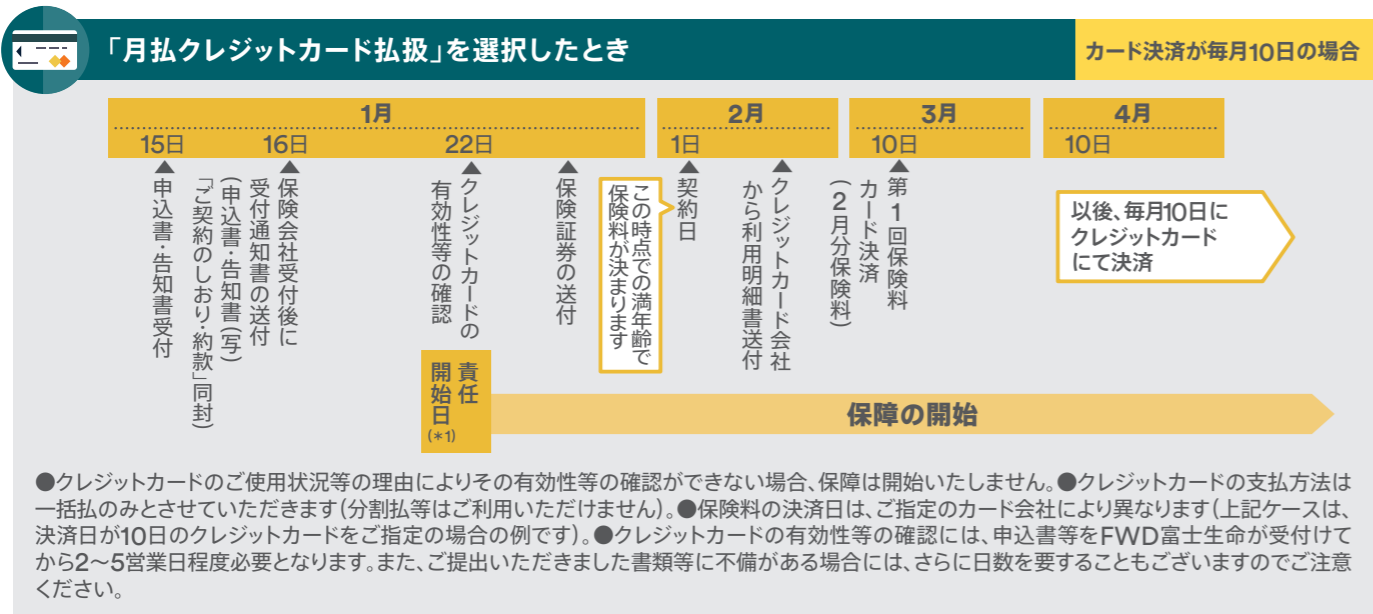 「月払クレジットカード払扱」を選択したとき
カード決済が毎月10日の場合
1月
15日
16日
22日
2月
1日
3月
10日
4月
10日
申込書・告知書受付
保険会社受付後に
受付通知書の送付
(申込書・告知書(写)
「ご契約のしおり・約款」同封)
クレジットカードの
有効性等の確認
保険証券の送付
この時点での満年齢で
保険料が決まります
契約日
クレジットカード会社
から利用明細書送付
第1回保険料
カード決済
(2月分保険料)
以後、毎月10日に
クレジットカード
にて決済
責任
開始日
(*1)
保障の開始
●クレジットカードのご使用状況等の理由によりその有効性等の確認ができない場合、保障は開始いたしません。●クレジットカードの支払方法は
一括払のみとさせていただきます(分割払等はご利用いただけません)。●保険料の決済日は、ご指定のカード会社により異なります(上記ケースは、
決済日が10日のクレジットカードをご指定の場合の例です)。●クレジットカードの有効性等の確認には、申込書等をFWD富士生命が受付けて
から2〜5営業日程度必要となります。また、ご提出いただきました書類等に不備がある場合には、さらに日数を要することもございますのでご注意
ください。